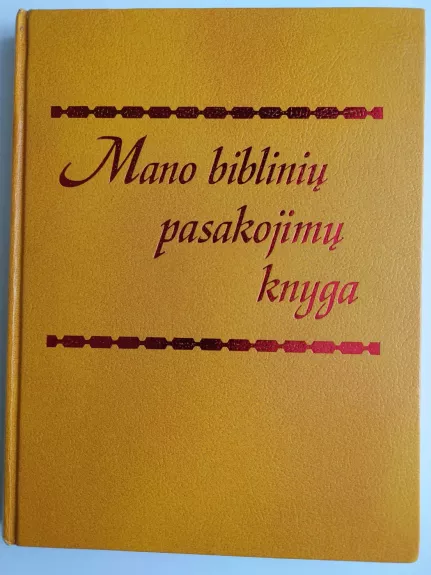 Mano biblinių
pasakojimų
knyga